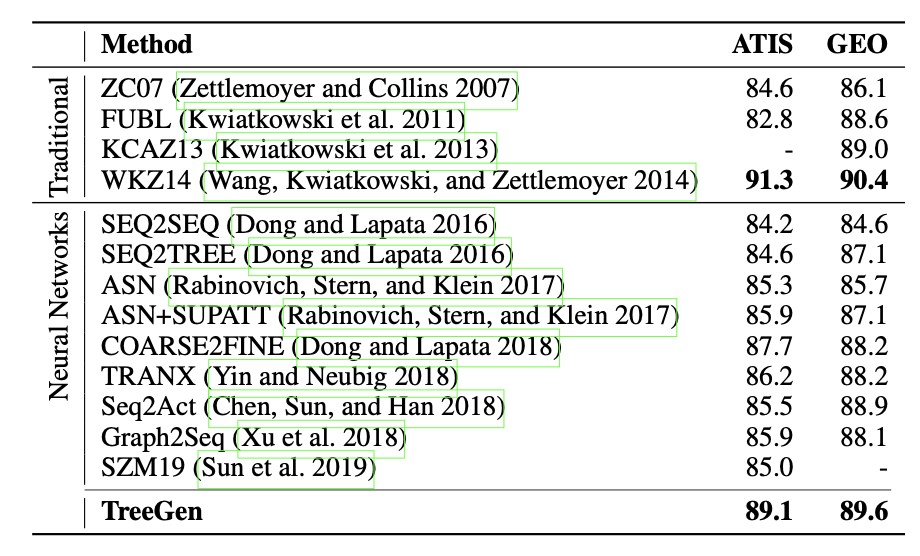 Method ATIS GEO
Traditional
ZC07 (Zettlemoyer and Collins 2007) 84.6 86.1
FUBL (Kwiatkowski et al. 2011) 82.8 88.6
KCAZ13 (Kwiatkowski et al. 2013) - 89.0
WKZ14 (Wang, Kwiatkowski, and Zettlemoyer 2014) 91.3 90.4
Neural Networks
SEQ2SEQ (Dong and Lapata 2016) 84.2 84.6
SEQ2TREE (Dong and Lapata 2016) 84.6 87.1
ASN (Rabinovich, Stern, and Klein 2017) 85.3 85.7
ASN+SUPATT (Rabinovich, Stern, and Klein 2017) 85.9 87.1
COARSE2FINE (Dong and Lapata 2018) 87.7 88.2
TRANX (Yin and Neubig 2018) 86.2 88.2
Seq2Act (Chen, Sun, and Han 2018) 85.5 88.9
Graph2Seq (Xu et al. 2018) 85.9 88.1
SZM19 (Sun et al. 2019) 85.0 -
TreeGen 89.1 89.6